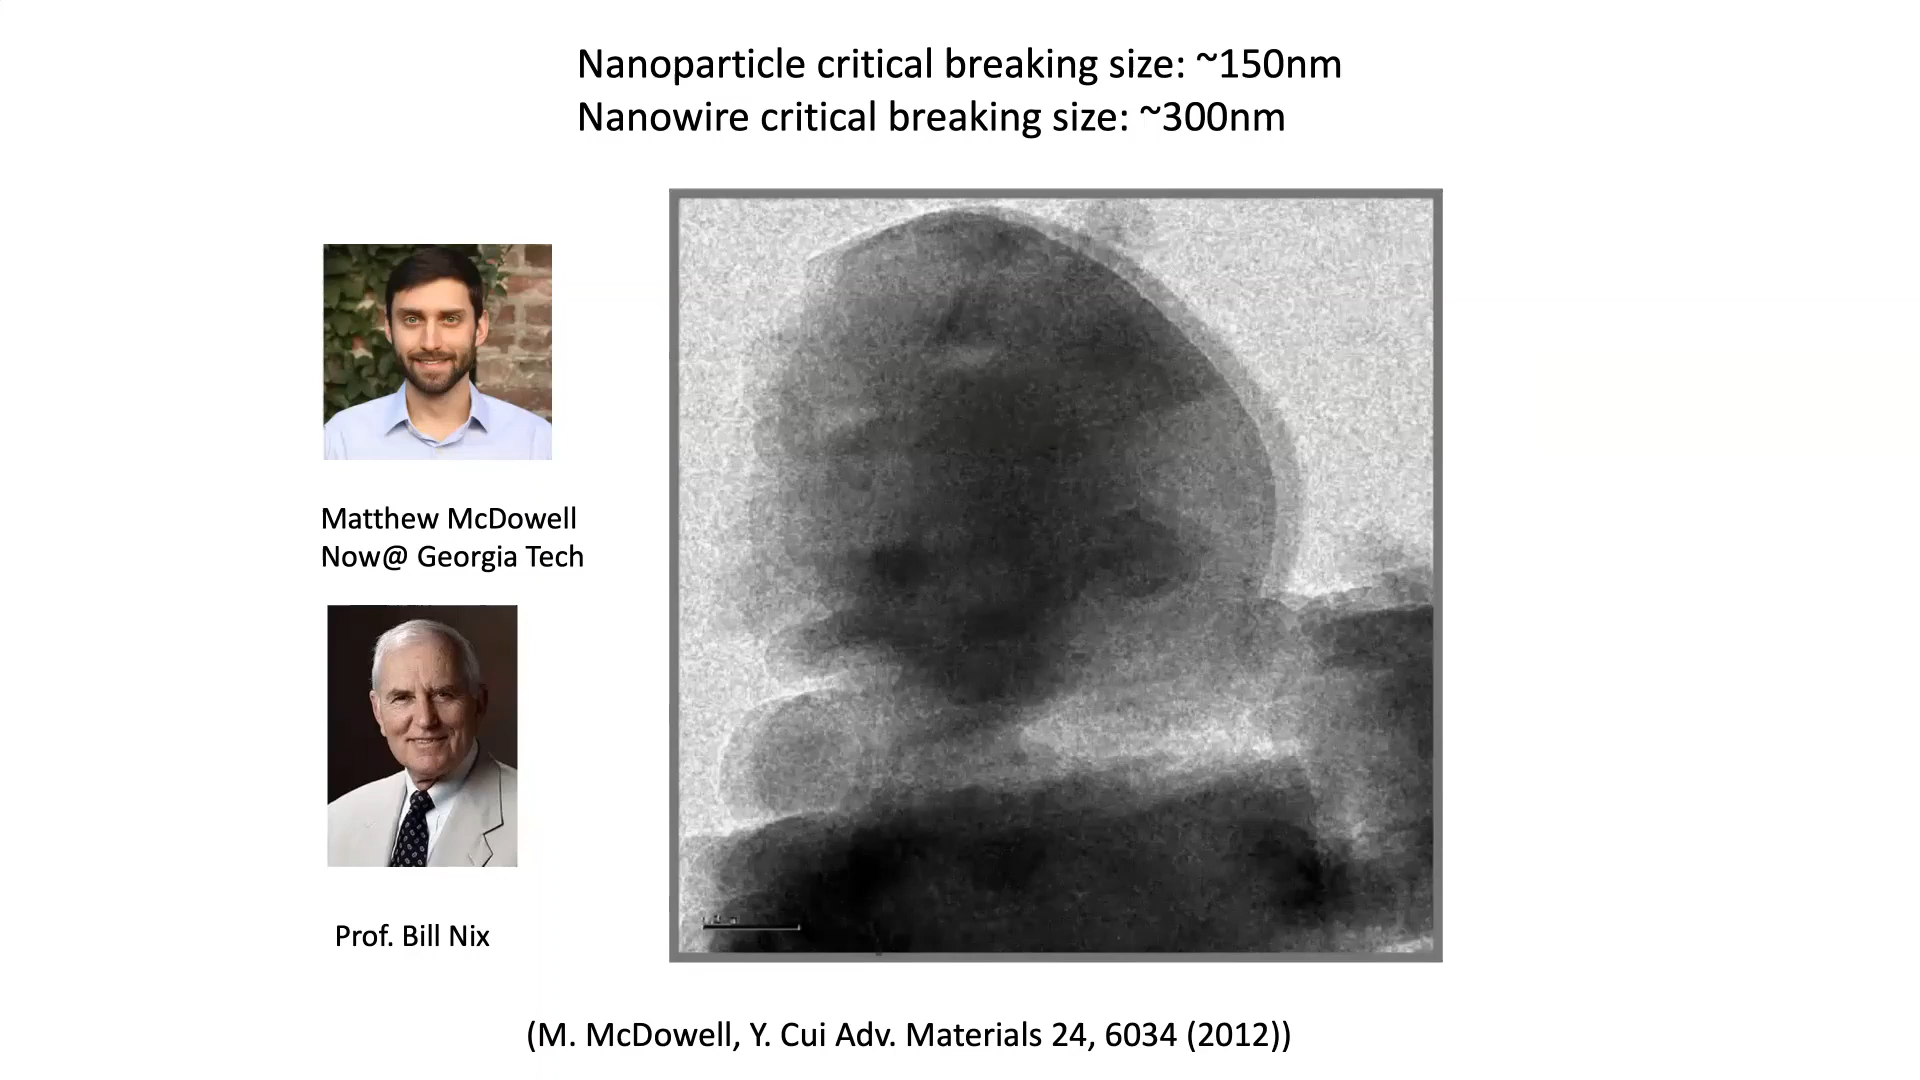 Nanoparticle critical breaking size: ~150nm
Nanowire critical breaking size: ~300nm
Matthew McDowell
Now@ Georgia Tech
Prof. Bill Nix
(M. McDowell, Y. Cui Adv. Materials 24, 6034 (2012))